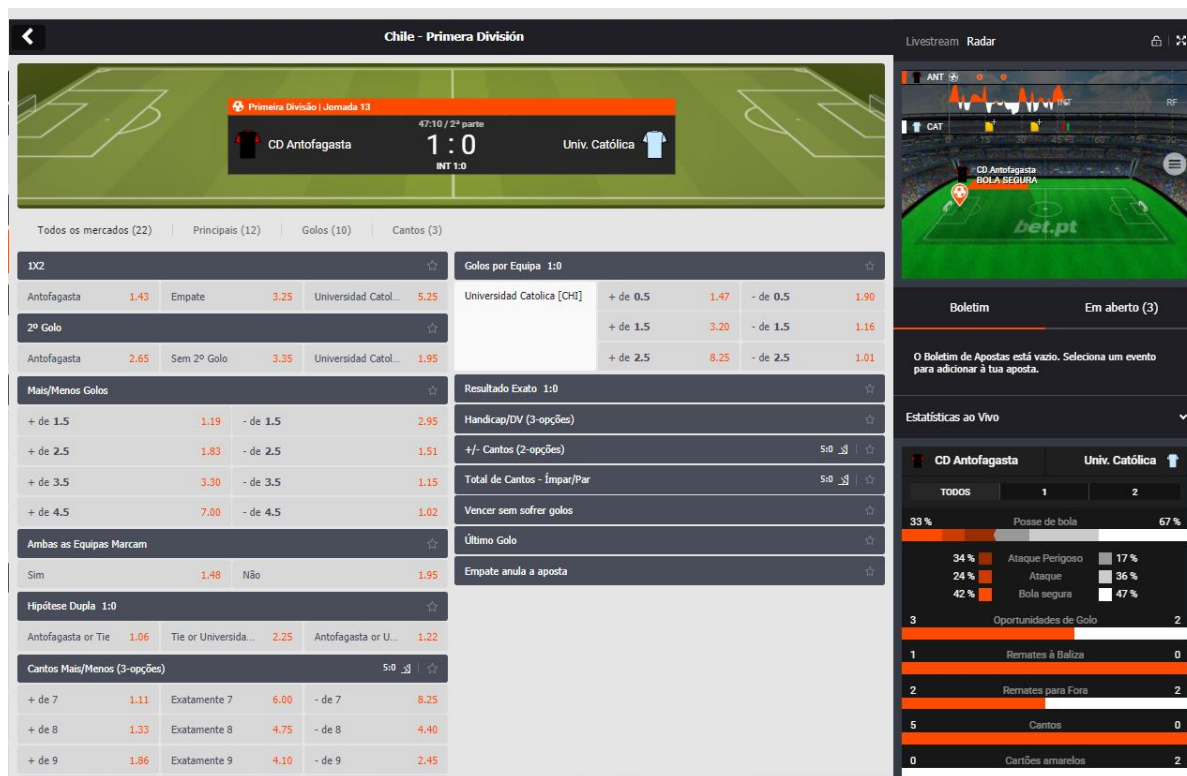 Chile - Primera División
Primeira Divisão | Jornada 13
47:10 / 2ª parte
CD Antofagasta 1 : 0 Univ. Católica
INT 1:0
Todos os mercados (22) Principais (12) Golos (10) Cantos (3)
1X2
Antofagasta 1.43 Empate 3.25 Universidad Catol... 5.25
2º Golo
Antofagasta 2.65 Sem 2º Golo 3.35 Universidad Catol... 1.95
Mais/Menos Golos
+ de 1.5 1.19 - de 1.5 2.95
+ de 2.5 1.83 - de 2.5 1.51
+ de 3.5 3.30 - de 3.5 1.15
+ de 4.5 7.00 - de 4.5 1.02
Ambas as Equipas Marcam
Sim 1.48 Não 1.95
Hipótese Dupla 1:0
Antofagasta or Tie 1.06 Tie or Universida... 2.25 Antofagasta or U... 1.22
Cantos Mais/Menos (3-opções) 5:0
+ de 7 1.11 Exatamente 7 6.00 - de 7 8.25
+ de 8 1.33 Exatamente 8 4.75 - de 8 4.40
+ de 9 1.86 Exatamente 9 4.10 - de 9 2.45
Golos por Equipa 1:0
Universidad Catolica [CHI] + de 0.5 1.47 - de 0.5 1.90
+ de 1.5 3.20 - de 1.5 1.16
+ de 2.5 8.25 - de 2.5 1.01
Resultado Exato 1:0
Handicap/DV (3-opções)
+/- Cantos (2-opções) 5:0
Total de Cantos - Ímpar/Par 5:0
Vencer sem sofrer golos
Último Golo
Empate anula a aposta
Livestream Radar
ANT
INT RF
CAT
15 30 45+5 60 75
CD Antofagasta
BOLA SEGURA
bet.pt
Boletim Em aberto (3)
O Boletim de Apostas está vazio. Seleciona um evento
para adicionar à tua aposta.
Estatísticas ao Vivo
CD Antofagasta Univ. Católica
TODOS 1 2
33 % Posse de bola 67 %
34 % Ataque Perigoso 17 %
24 % Ataque 36 %
42 % Bola segura 47 %
3 Oportunidades de Golo 2
1 Remates à Baliza 0
2 Remates para Fora 2
5 Cantos 0
0 Cartões amarelos 2